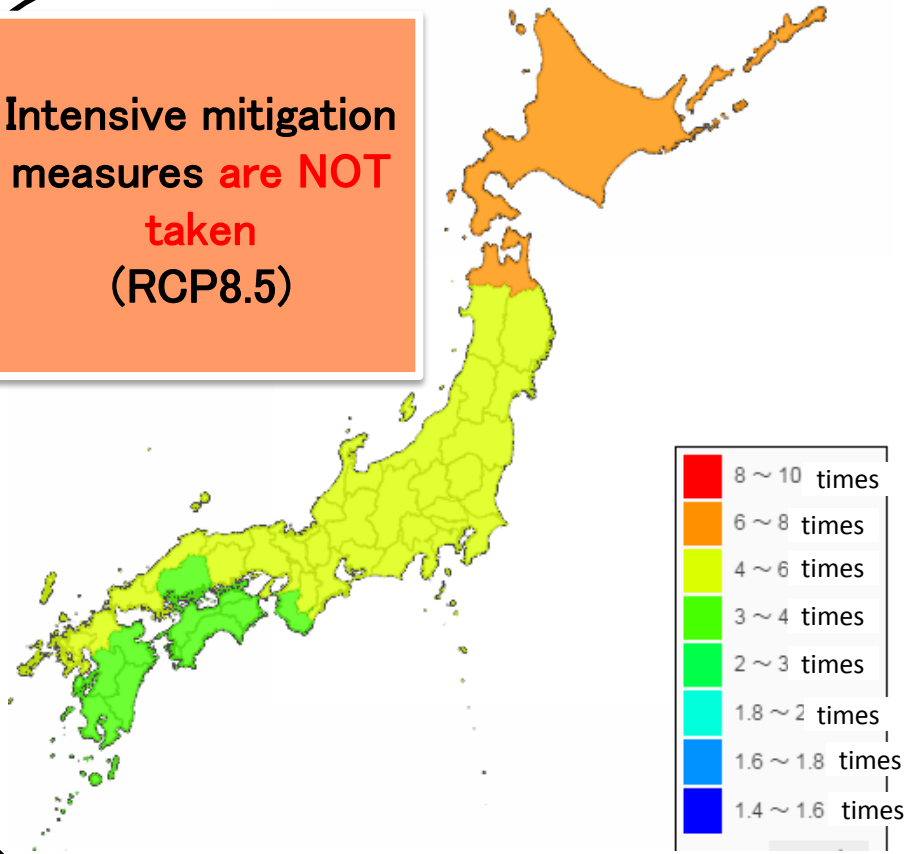 Intensive mitigation
measures are NOT
taken
(RCP8.5)
8 ~ 10 times
6 ~ 8 times
4 ~ 6 times
3 ~ 4 times
2 ~ 3 times
1.8 ~ 2 times
1.6 ~ 1.8 times
1.4 ~ 1.6 times